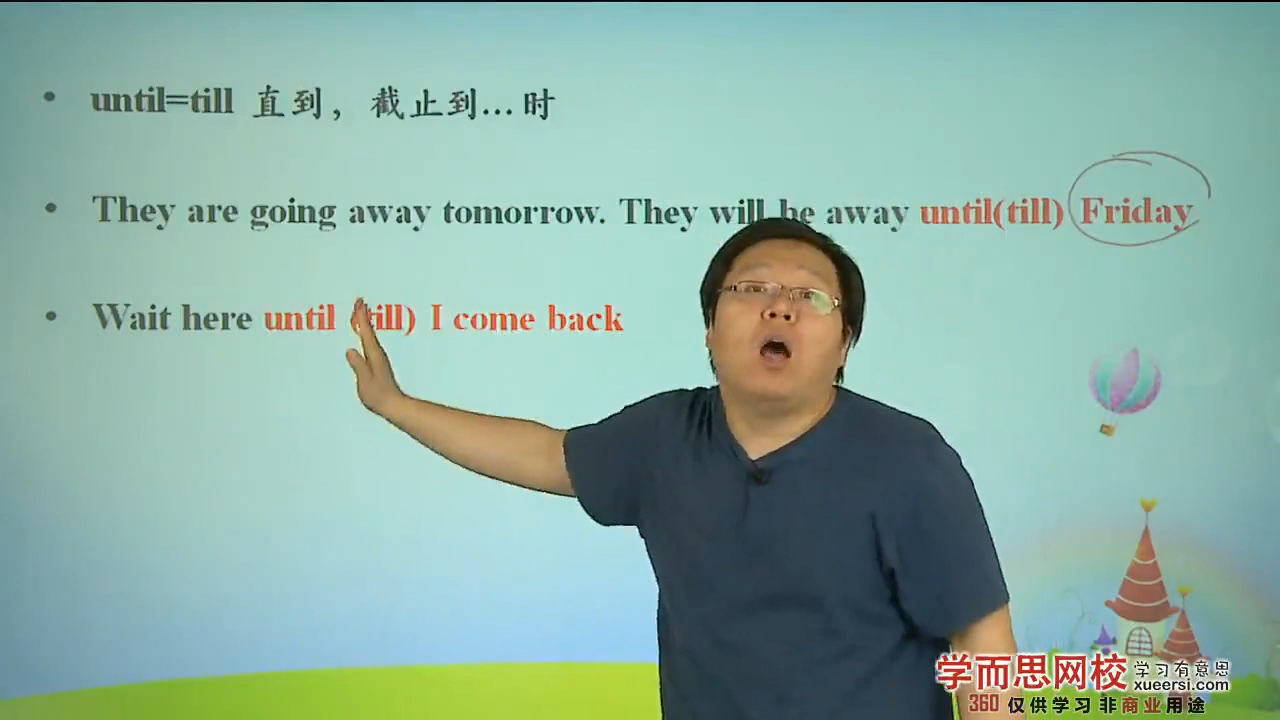 until=till 直到，截止到…时
They are going away tomorrow. They will be away until(till) Friday
Wait here until (till) I come back
学而思网校 学习有意思
xueersi.com
360 仅供学习 非商业用途